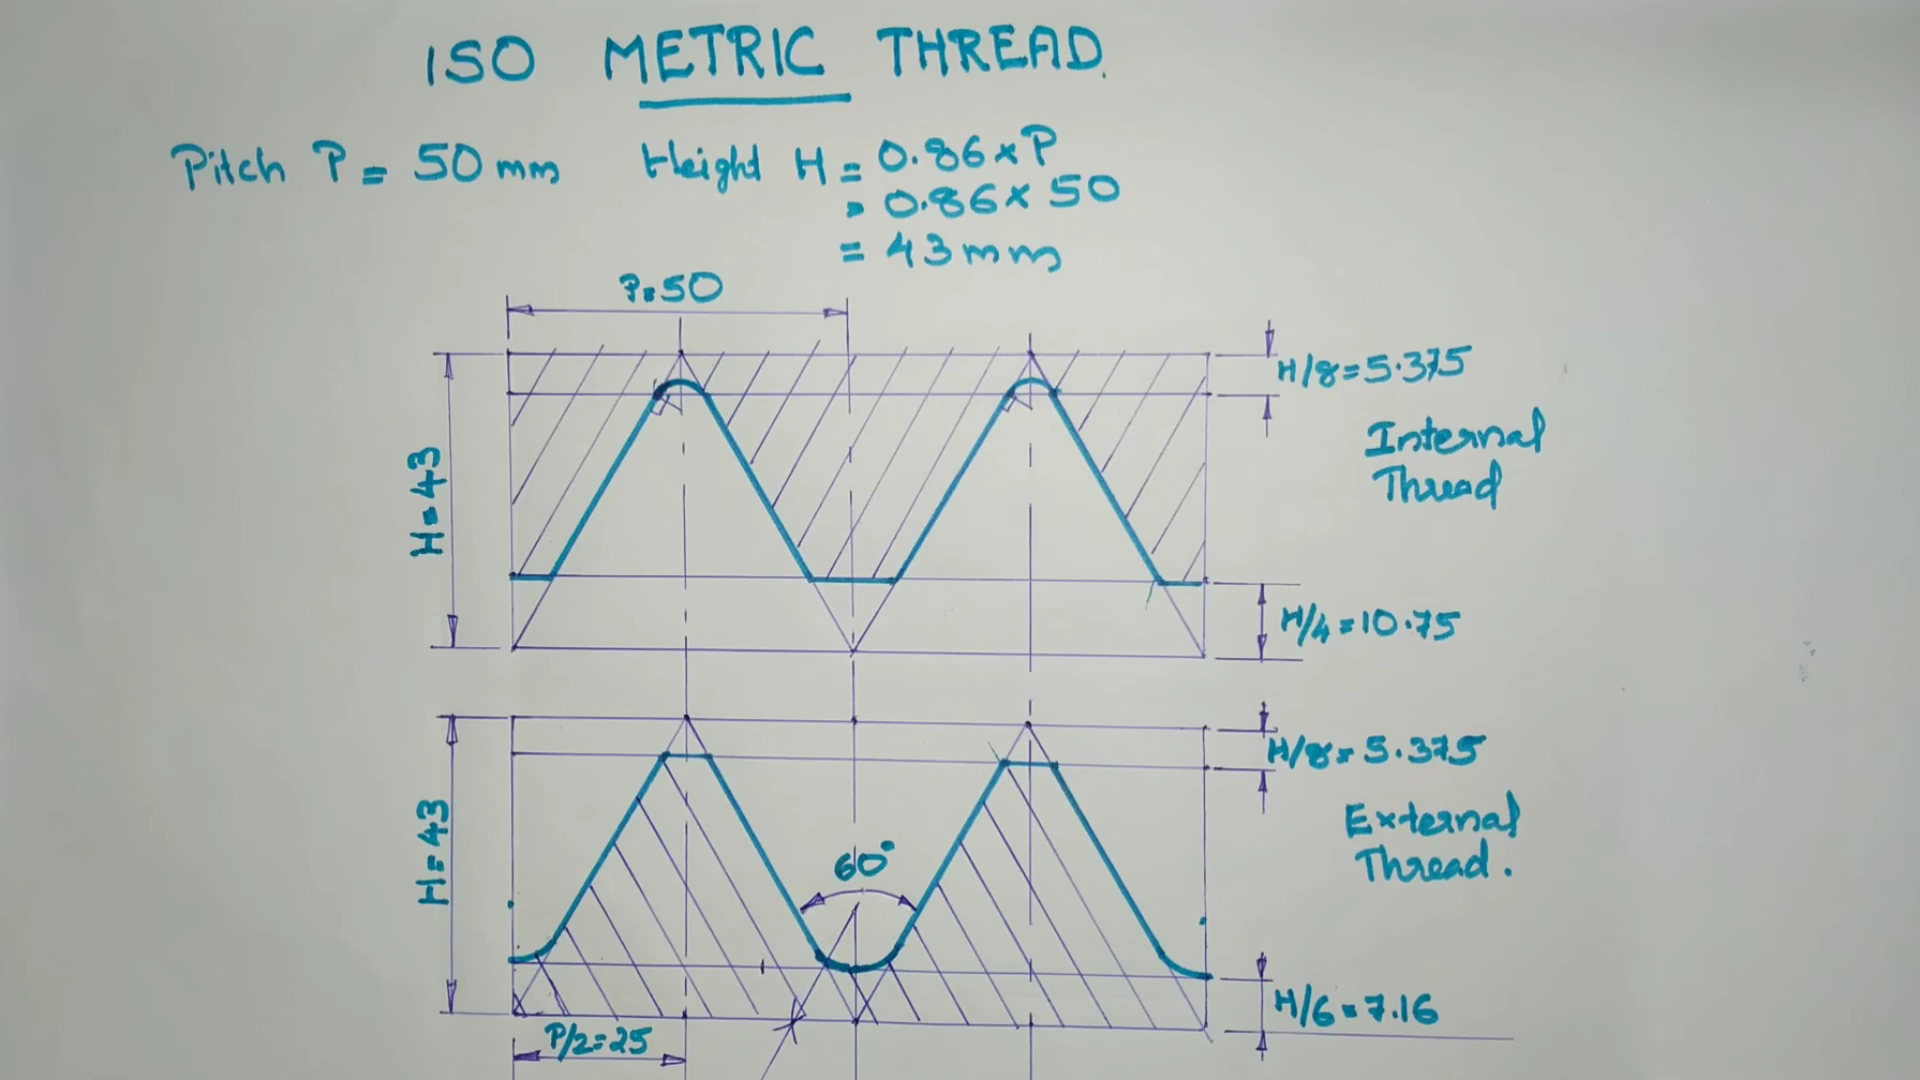 ISO METRIC THREAD.
Pitch P = 50 mm Height H = 0.86 x P
= 0.86 x 50
= 43 mm
P = 50
H/8 = 5.375
Internal
Thread
H = 43
H/4 = 10.75
H/8 = 5.375
External
Thread.
H = 43
60°
H/6 = 7.16
P/2 = 25